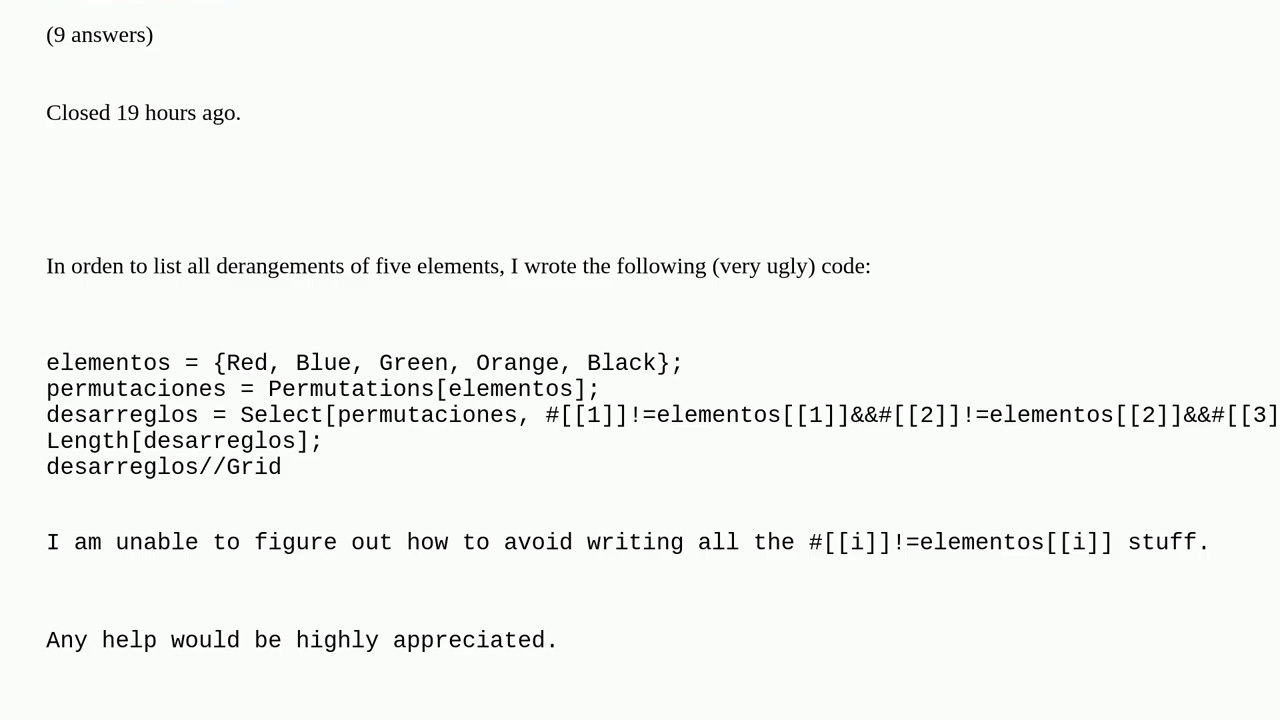 (9 answers)
Closed 19 hours ago.
In orden to list all derangements of five elements, I wrote the following (very ugly) code:
elementos = {Red, Blue, Green, Orange, Black};
permutaciones = Permutations[elementos];
desarreglos = Select[permutaciones, #[[1]]!=elementos[[1]]&&#[[2]]!=elementos[[2]]&&#[[3]
Length[desarreglos];
desarreglos//Grid
I am unable to figure out how to avoid writing all the #[[i]]!=elementos[[i]] stuff.
Any help would be highly appreciated.